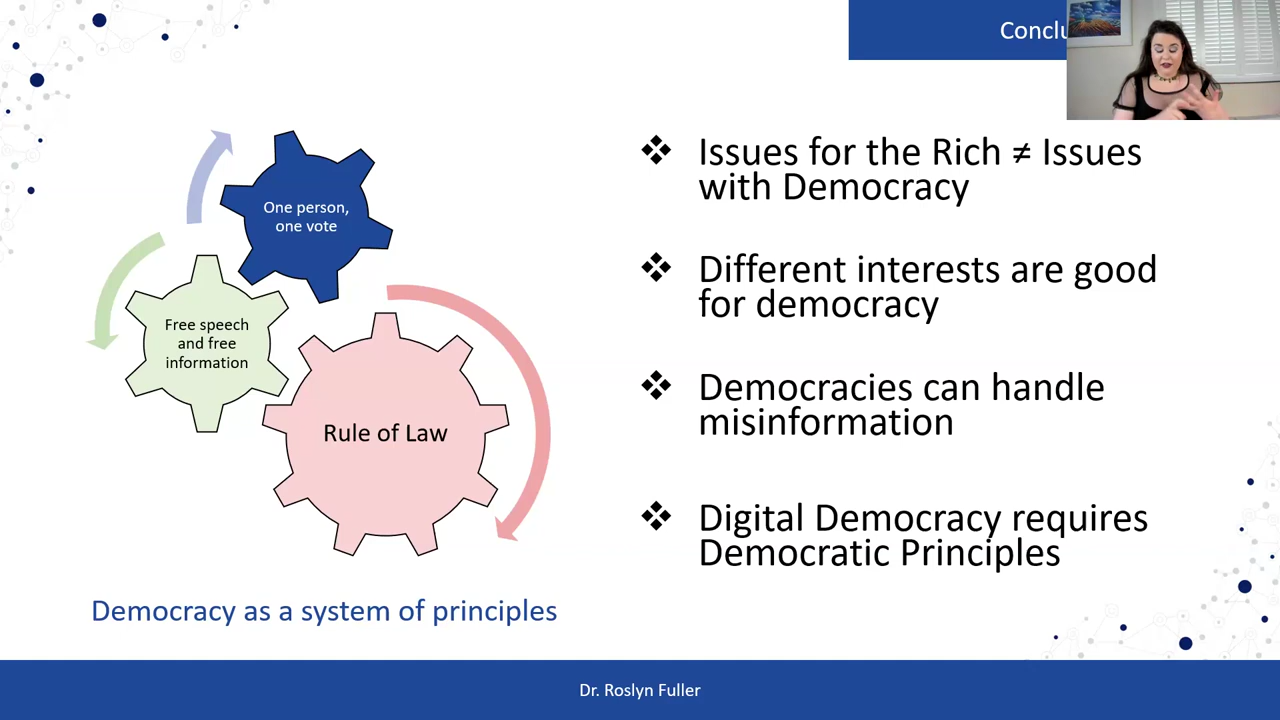 Conclu
One person,
one vote
Free speech
and free
information
Rule of Law
Democracy as a system of principles
❖ Issues for the Rich ≠ Issues
with Democracy
❖ Different interests are good
for democracy
❖ Democracies can handle
misinformation
❖ Digital Democracy requires
Democratic Principles
Dr. Roslyn Fuller